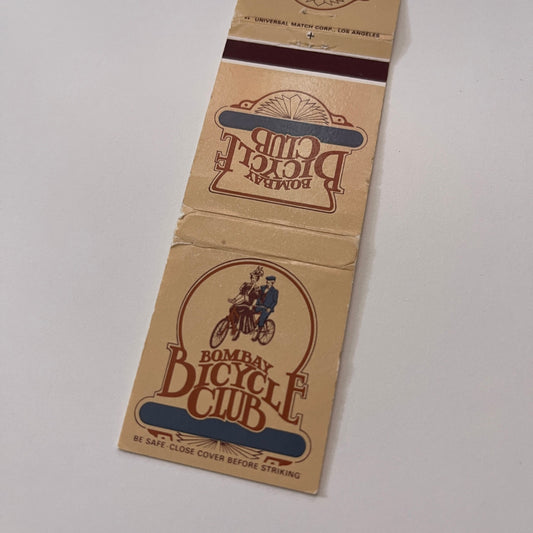 UNIVERSAL MATCH CORP., LOS ANGELES
BOMBAY
BICYCLE
CLUB
BOMBAY
BICYCLE
CLUB
BE SAFE-CLOSE COVER BEFORE STRIKING